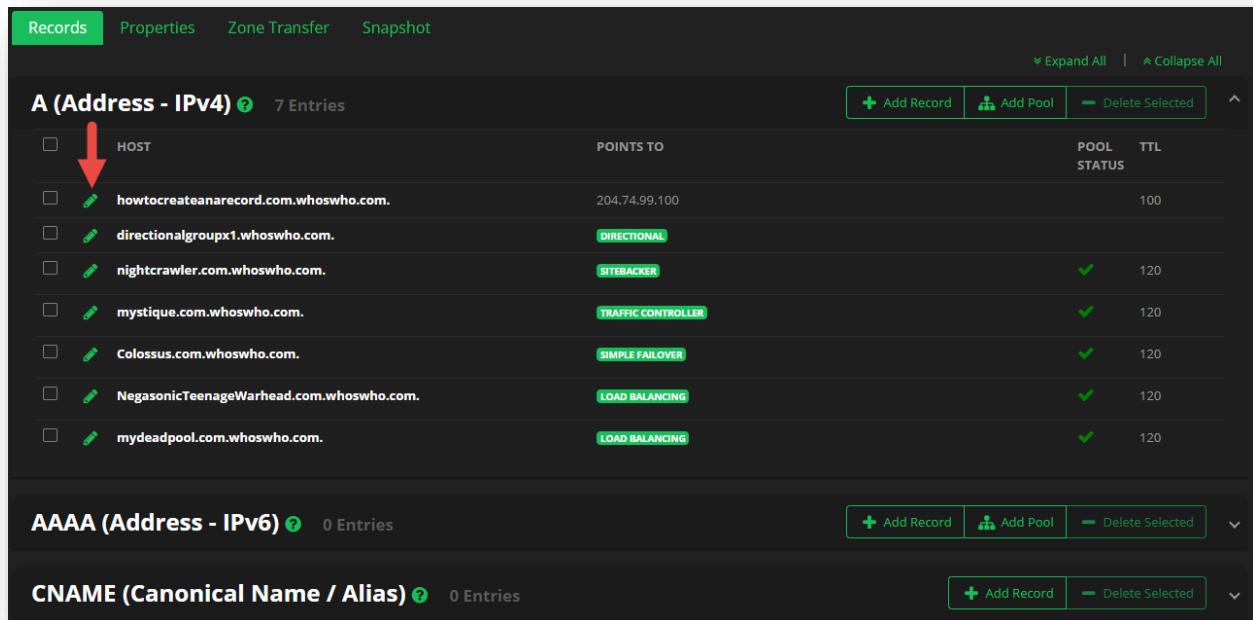 Records Properties Zone Transfer Snapshot
Expand All | Collapse All
A (Address - IPv4) ? 7 Entries Add Record Add Pool Delete Selected
HOST POINTS TO POOL STATUS TTL
howtocreateanarecord.com.whoswho.com. 204.74.99.100 100
directionalgroupx1.whoswho.com. DIRECTIONAL
nightcrawler.com.whoswho.com. SITEBACKER 120
mystique.com.whoswho.com. TRAFFIC CONTROLLER 120
Colossus.com.whoswho.com. SIMPLE FAILOVER 120
NegasonicTeenageWarhead.com.whoswho.com. LOAD BALANCING 120
mydeadpool.com.whoswho.com. LOAD BALANCING 120
AAAA (Address - IPv6) ? 0 Entries Add Record Add Pool Delete Selected
CNAME (Canonical Name / Alias) ? 0 Entries Add Record Delete Selected